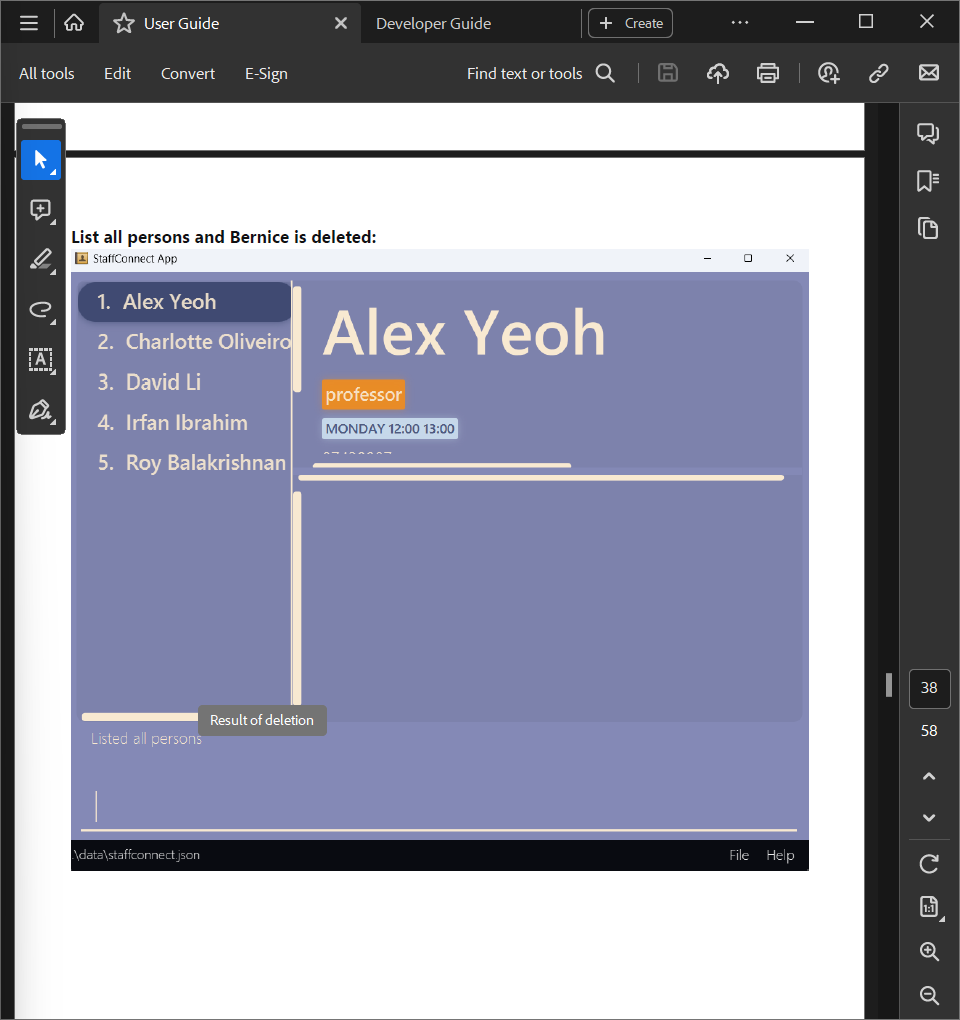 User Guide
Developer Guide
Create
All tools
Edit
Convert
E-Sign
Find text or tools
List all persons and Bernice is deleted:
StaffConnect App
1. Alex Yeoh
2. Charlotte Oliveiro
3. David Li
4. Irfan Ibrahim
5. Roy Balakrishnan
Alex Yeoh
professor
MONDAY 12:00 13:00
Result of deletion
Listed all persons
.\data\staffconnect.json
File
Help
38
58
1:1
A